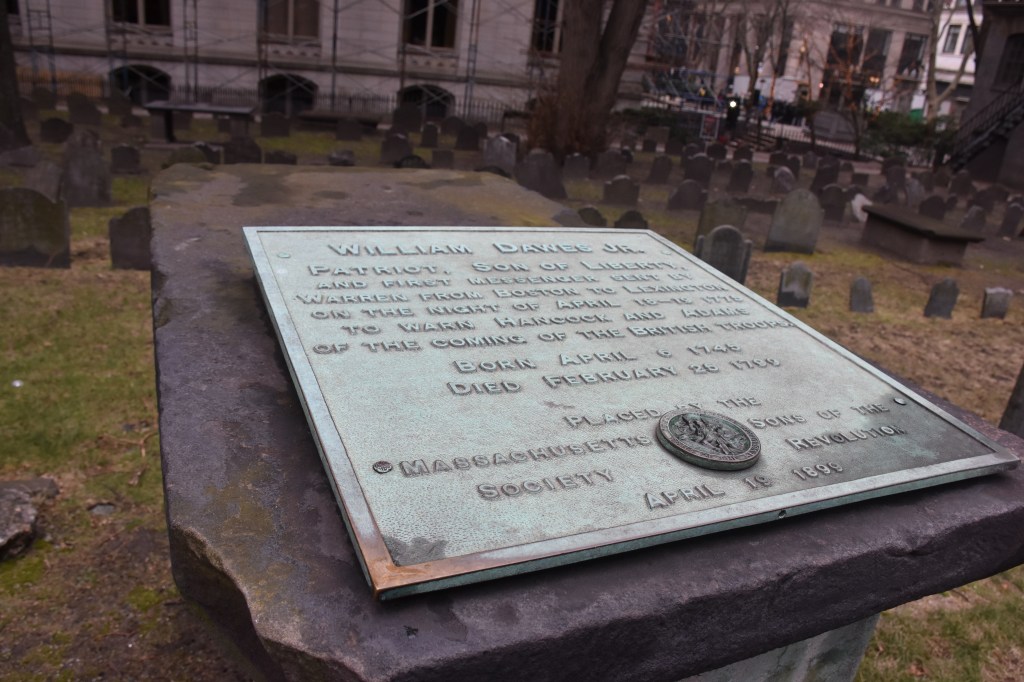 WILLIAM DAWES JR.
PATRIOT, SON OF LIBERTY
AND FIRST MESSENGER SENT BY
WARREN FROM BOSTON TO LEXINGTON
ON THE NIGHT OF APRIL 18-19 1775
TO WARN HANCOCK AND ADAMS
OF THE COMING OF THE BRITISH TROOPS
BORN APRIL 6 1745
DIED FEBRUARY 25 1799
PLACED BY THE
MASSACHUSETTS SONS OF THE
SOCIETY REVOLUTION
APRIL 19 1899